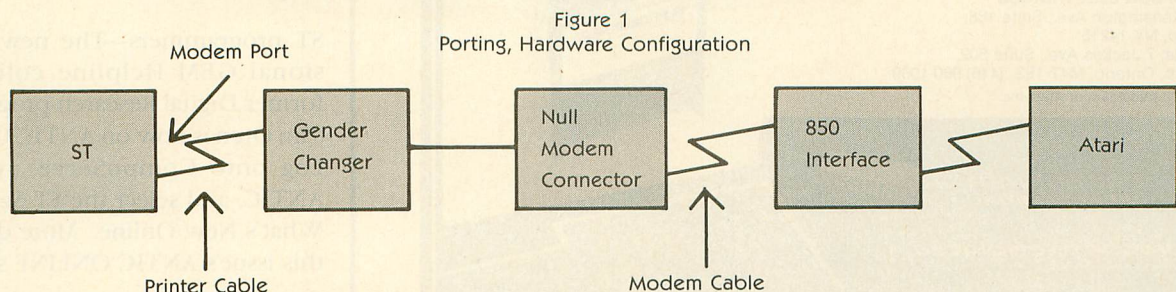 Figure 1
Porting, Hardware Configuration
Modem Port
ST
Gender
Changer
Null
Modem
Connector
850
Interface
Atari
Printer Cable
Modem Cable